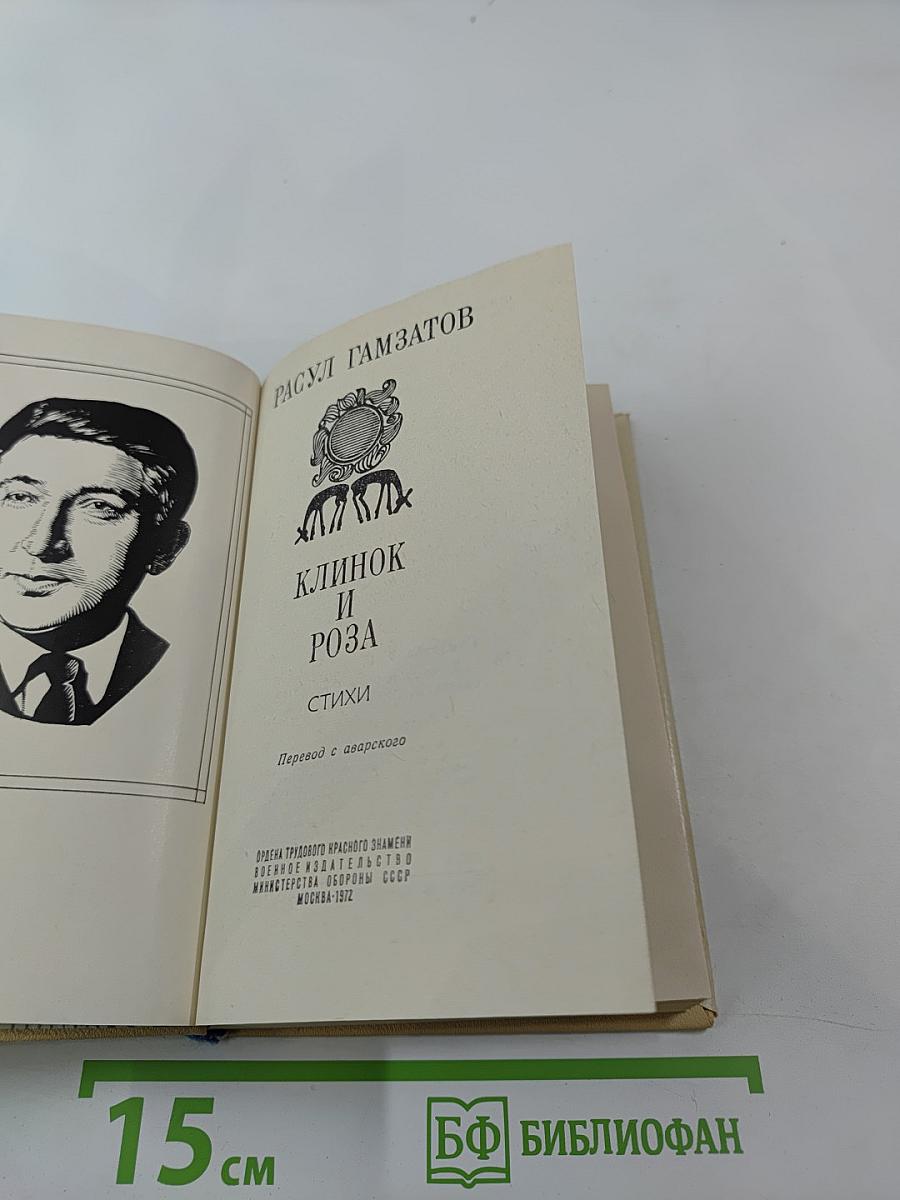 РАСУЛ ГАМЗАТОВ
КЛИНОК
И
РОЗА
СТИХИ
Перевод с аварского
ОРДЕНА ТРУДОВОГО КРАСНОГО ЗНАМЕНИ
ВОЕННОЕ ИЗДАТЕЛЬСТВО
МИНИСТЕРСТВА ОБОРОНЫ СССР
МОСКВА-1972
15 СМ
БФ БИБЛИОФАН